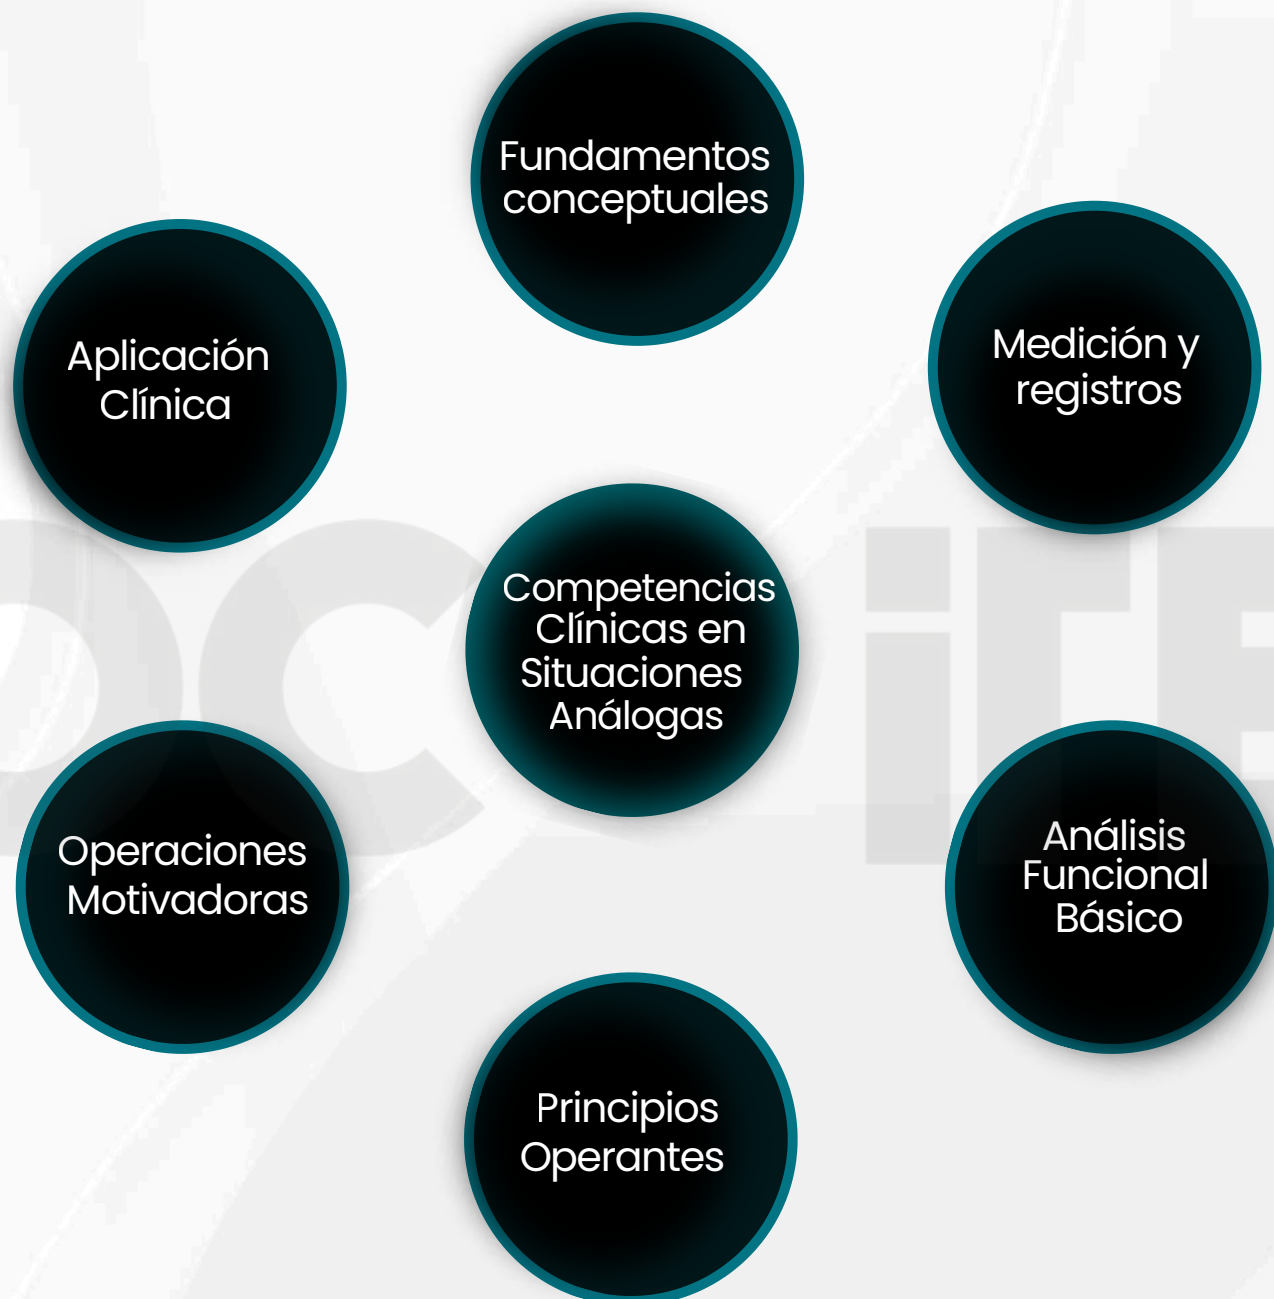 Fundamentos
conceptuales
Aplicación
Clínica
Medición y
registros
Competencias
Clínicas en
Situaciones
Análogas
Operaciones
Motivadoras
Análisis
Funcional
Básico
Principios
Operantes